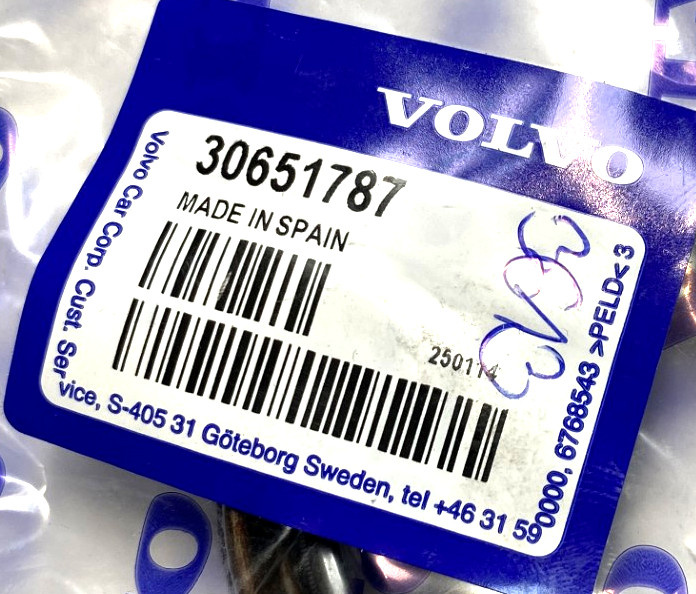 VOLVO
30651787
MADE IN SPAIN
250114
Volvo Car Corp. Cust. Service, S-405 31 Göteborg Sweden, tel +46 31 590000, 6768543 >PELD< 3